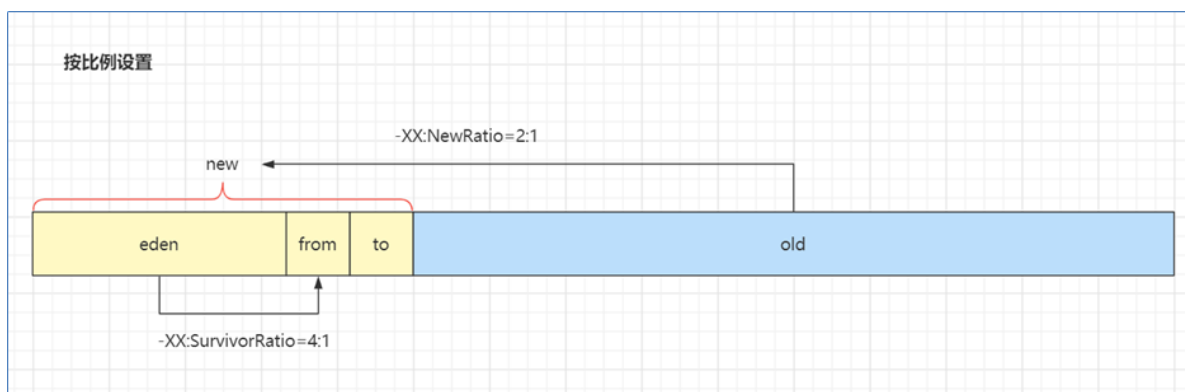 按比例设置
-XX:NewRatio=2:1
new
eden
from
to
old
-XX:SurvivorRatio=4:1